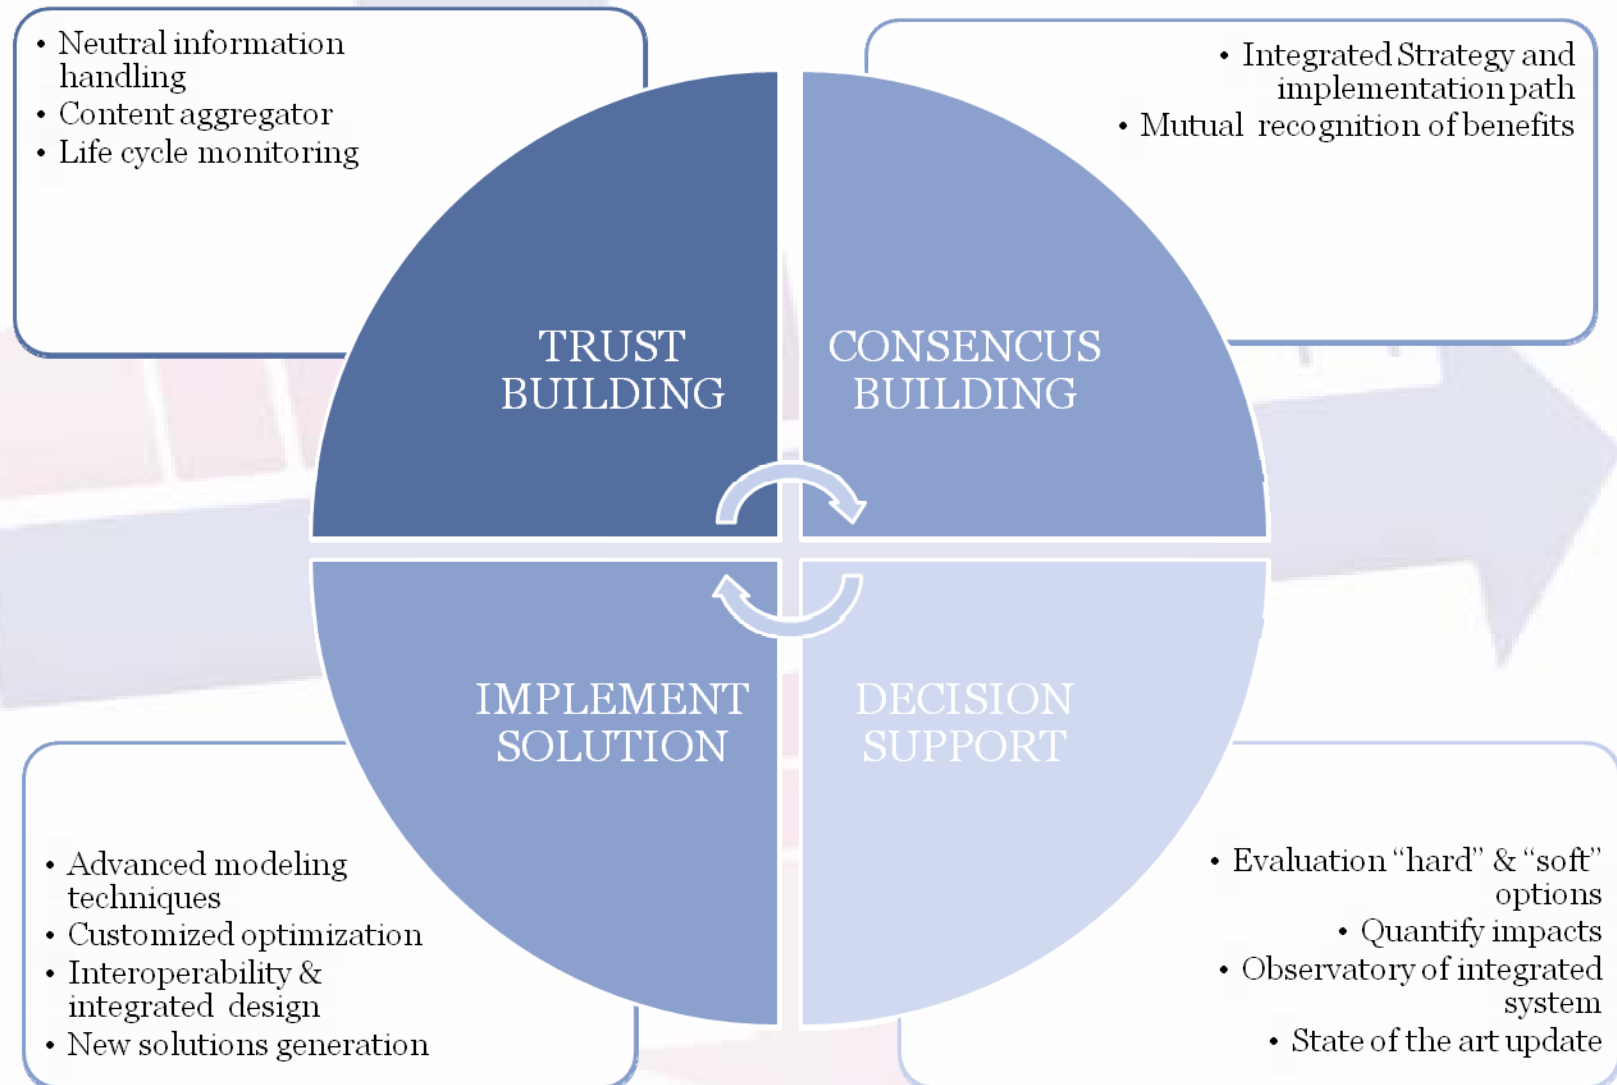 • Neutral information
handling
• Content aggregator
• Life cycle monitoring
• Integrated Strategy and
implementation path
• Mutual recognition of benefits
TRUST
BUILDING
CONSENCUS
BUILDING
IMPLEMENT
SOLUTION
DECISION
SUPPORT
• Advanced modeling
techniques
• Customized optimization
• Interoperability &
integrated design
• New solutions generation
• Evaluation “hard” & “soft”
options
• Quantify impacts
• Observatory of integrated
system
• State of the art update